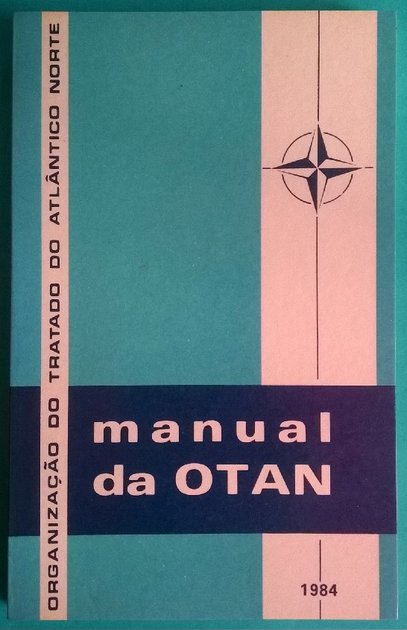 ORGANIZAÇÃO DO TRATADO DO ATLÂNTICO NORTE
manual
da OTAN
1984